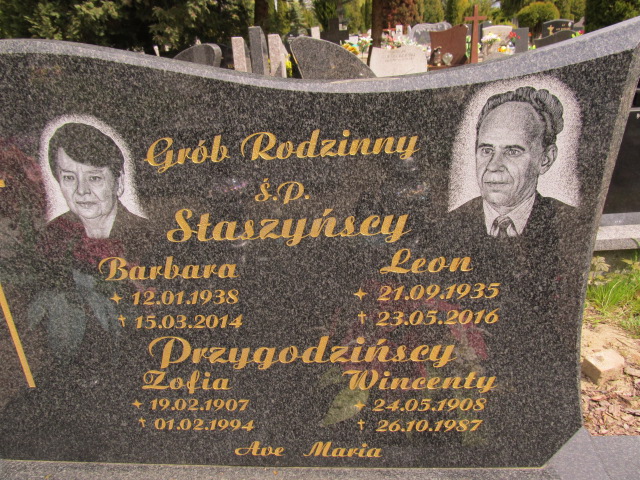 Grób Rodzinny
Ś.P.
Staszyńscy
Barbara Leon
✦ 12.01.1938 ✦ 21.09.1935
✝ 15.03.2014 ✝ 23.05.2016
Przygodzińscy
Zofia Wincenty
✦ 19.02.1907 ✦ 24.05.1908
✝ 01.02.1994 ✝ 26.10.1987
Ave Maria